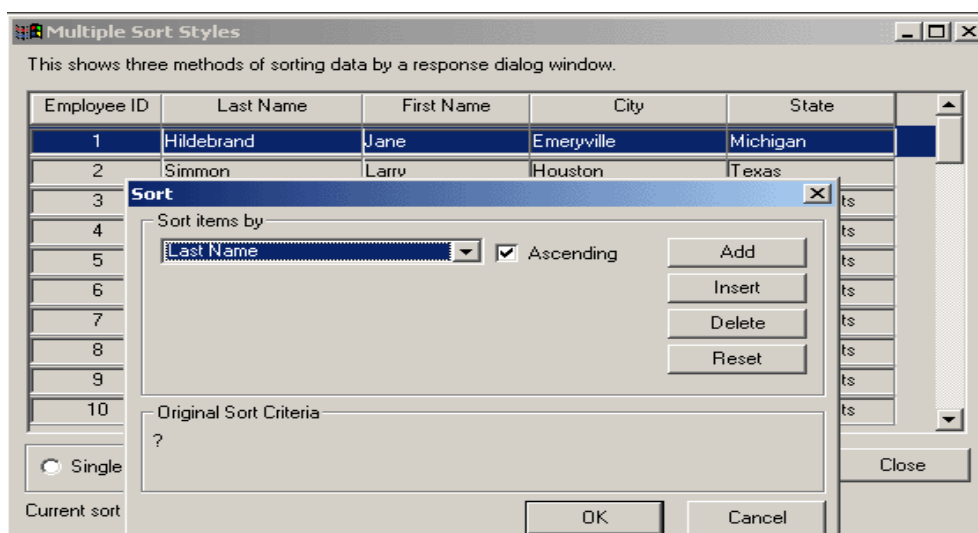 Multiple Sort Styles
This shows three methods of sorting data by a response dialog window.
Employee ID Last Name First Name City State
1 Hildebrand Jane Emeryville Michigan
2 Simmon Larry Houston Texas
3 Sort ts
Sort items by
4 ts
Last Name Ascending Add
5 ts
6 Insert ts
7 Delete ts
8 Reset ts
9 ts
10 Original Sort Criteria ts
?
Single Close
Current sort OK Cancel